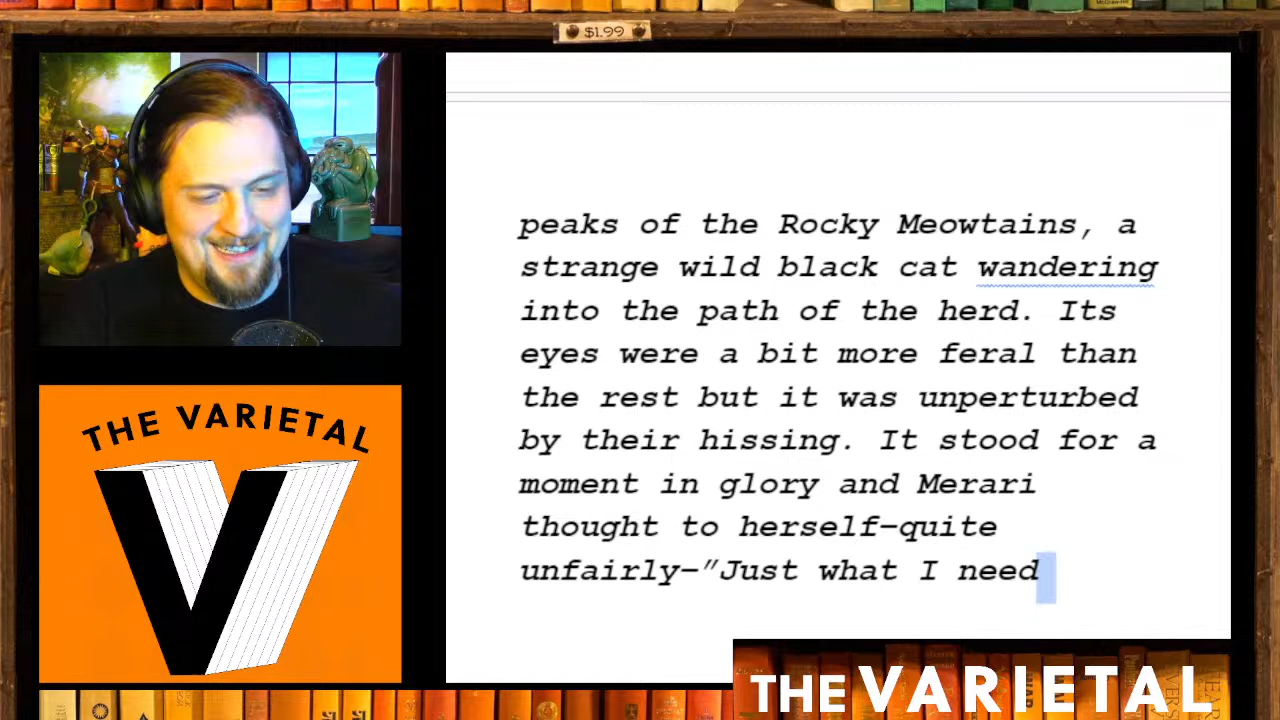 $1.99
McGraw-Hill
peaks of the Rocky Meowtains, a
strange wild black cat wandering
into the path of the herd. Its
eyes were a bit more feral than
the rest but it was unperturbed
by their hissing. It stood for a
moment in glory and Merari
thought to herself-quite
unfairly-"Just what I need
THE VARIETAL
THE VARIETAL